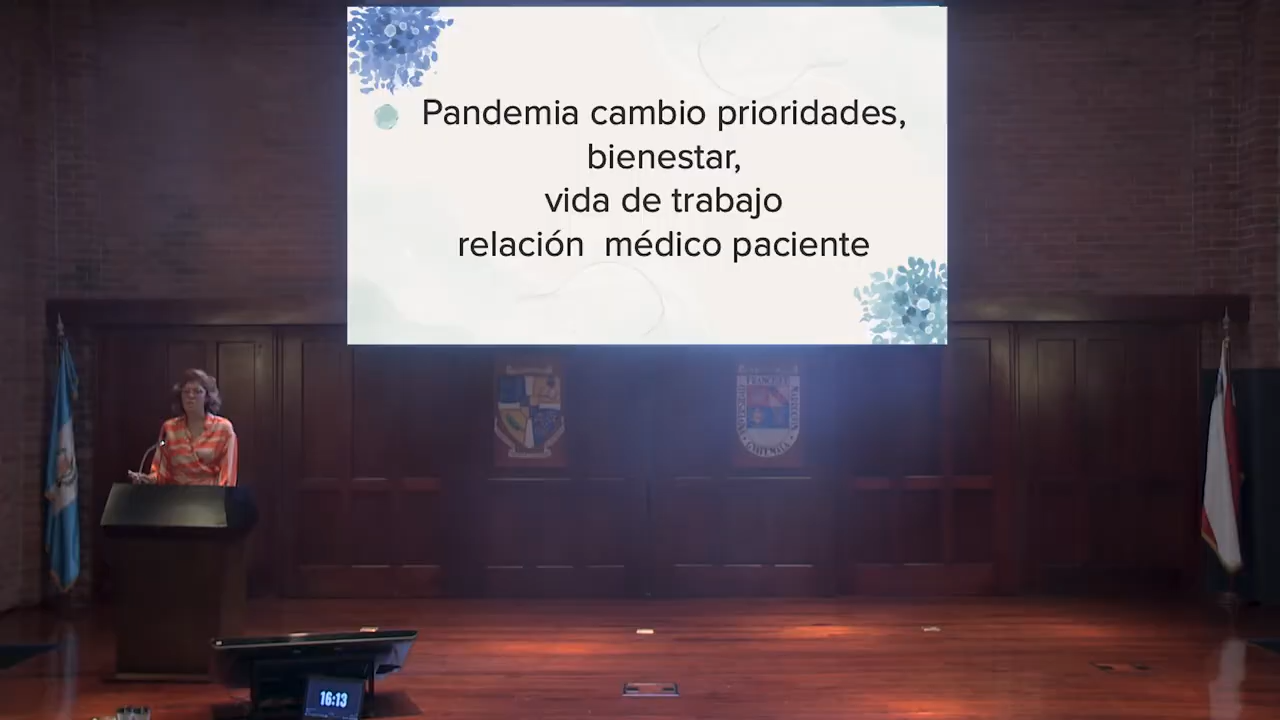 Pandemia cambio prioridades,
bienestar,
vida de trabajo
relación  médico paciente
16:13